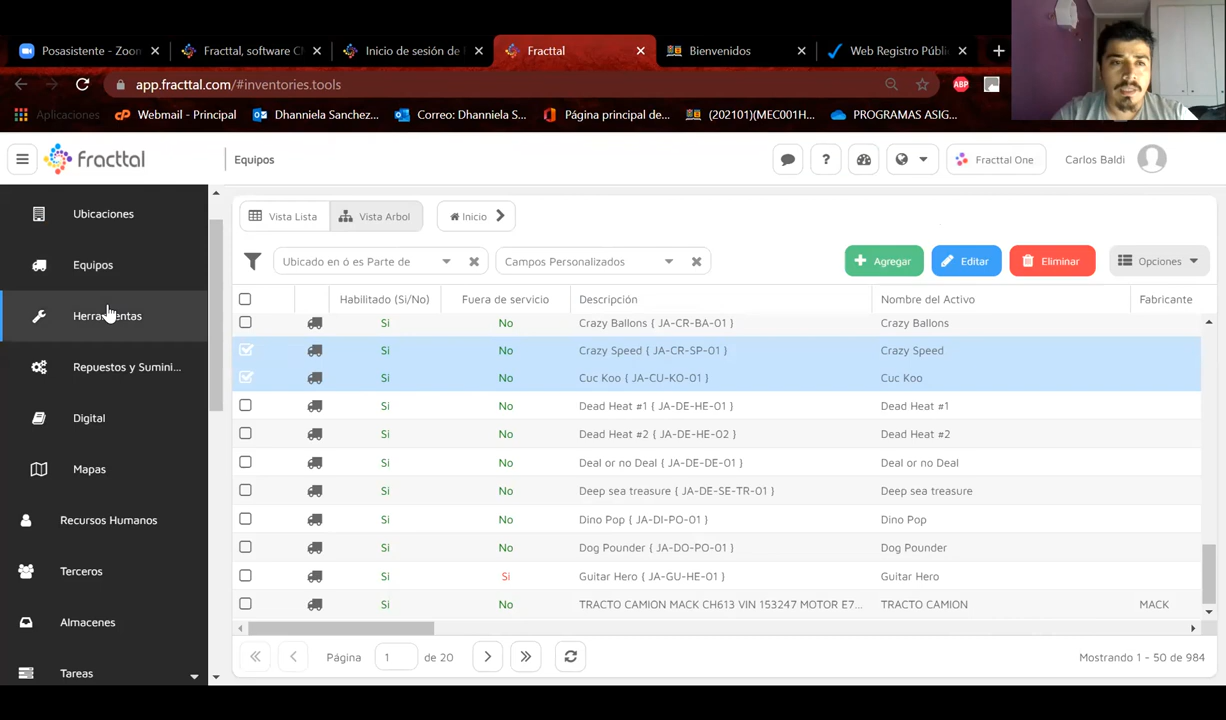 Posasistente - Zoom
Fracttal, software CM
Inicio de sesión de
Fracttal
Bienvenidos
Web Registro Públic
app.fracttal.com/#inventories.tools
ABP
Aplicaciones
Webmail - Principal
Dhanniela Sanchez...
Correo: Dhanniela S...
Página principal de...
(202101)(MEC001H...
PROGRAMAS ASIG...
fracttal
Equipos
?
Fracttal One
Carlos Baldi
Ubicaciones
Equipos
Herramientas
Repuestos y Sumini...
Digital
Mapas
Recursos Humanos
Terceros
Almacenes
Tareas
Vista Lista
Vista Arbol
Inicio
Ubicado en ó es Parte de
Campos Personalizados
Agregar
Editar
Eliminar
Opciones
Habilitado (Si/No) Fuera de servicio Descripción Nombre del Activo Fabricante
Si No Crazy Ballons { JA-CR-BA-01 } Crazy Ballons
Si No Crazy Speed { JA-CR-SP-01 } Crazy Speed
Si No Cuc Koo { JA-CU-KO-01 } Cuc Koo
Si No Dead Heat #1 { JA-DE-HE-01 } Dead Heat #1
Si No Dead Heat #2 { JA-DE-HE-02 } Dead Heat #2
Si No Deal or no Deal { JA-DE-DE-01 } Deal or no Deal
Si No Deep sea treasure { JA-DE-SE-TR-01 } Deep sea treasure
Si No Dino Pop { JA-DI-PO-01 } Dino Pop
Si No Dog Pounder { JA-DO-PO-01 } Dog Pounder
Si Si Guitar Hero { JA-GU-HE-01 } Guitar Hero
Si No TRACTO CAMION MACK CH613 VIN 153247 MOTOR E7... TRACTO CAMION MACK
Página 1 de 20
Mostrando 1 - 50 de 984